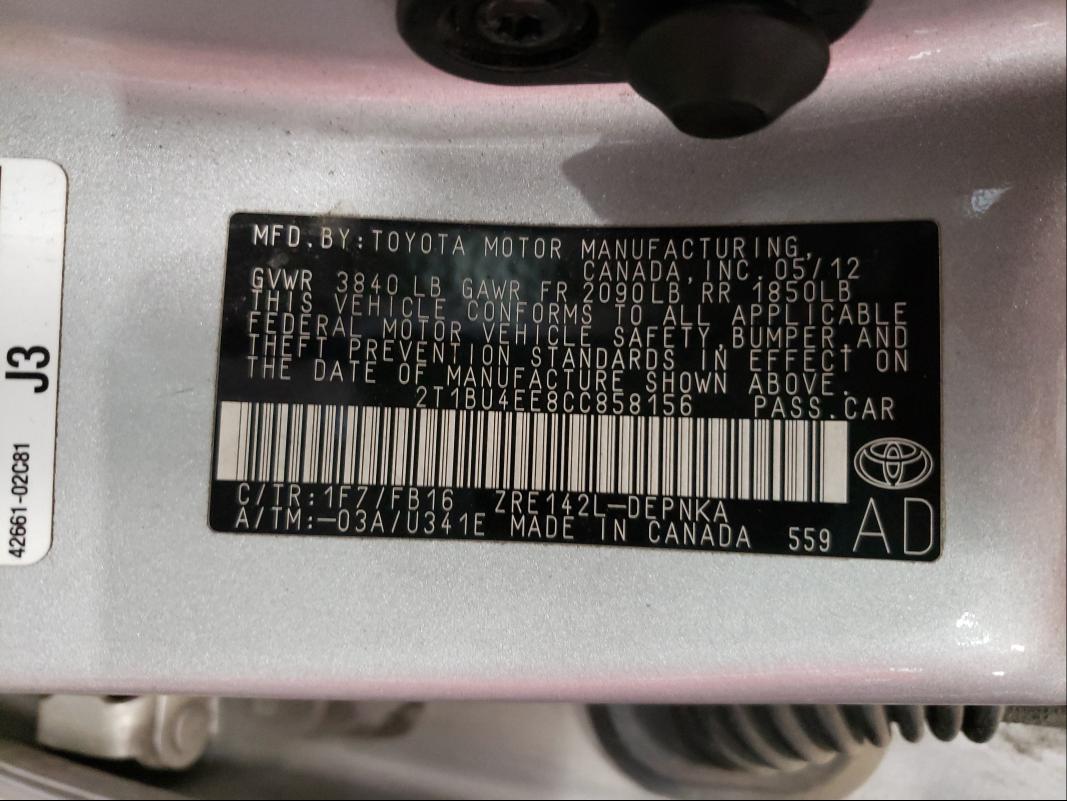 MFD.BY:TOYOTA MOTOR MANUFACTURING,
CANADA,INC.05/12
GVWR 3840LB GAWR FR 2090LB RR 1850LB
THIS VEHICLE CONFORMS TO ALL APPLICABLE
FEDERAL MOTOR VEHICLE SAFETY,BUMPER,AND
THEFT PREVENTION STANDARDS IN EFFECT ON
THE DATE OF MANUFACTURE SHOWN ABOVE.
2T1BU4EE8CC858156 PASS.CAR
C/TR:1F7/FB16 ZRE142L-DEPNKA
A/TM:-03A/U341E MADE IN CANADA 559 AD
J3
42661-02C81